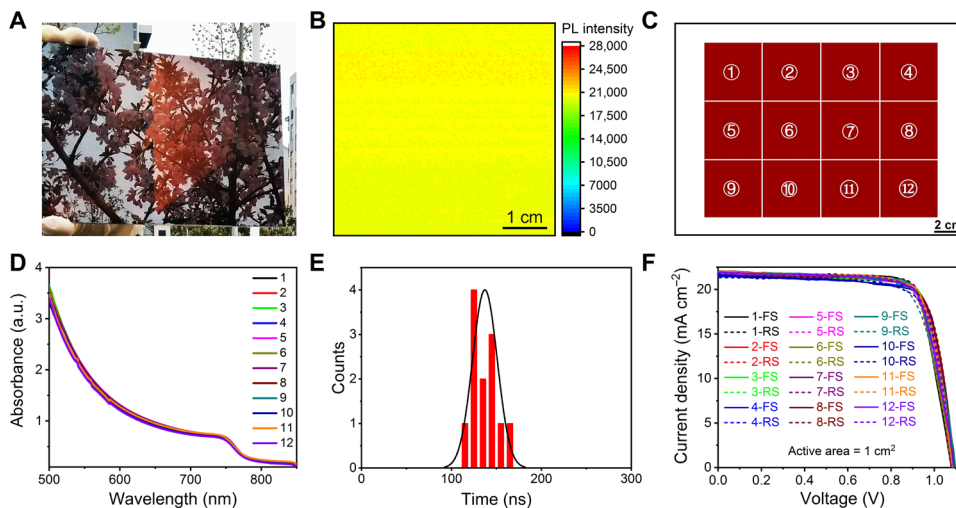 A
B
PL intensity
28,000
24,500
21,000
17,500
14,000
10,500
7000
3500
0
1 cm
C
① ② ③ ④
⑤ ⑥ ⑦ ⑧
⑨ ⑩ ⑪ ⑫
2 cm
D
Absorbance (a.u.)
4
3
2
1
500 600 700 800
Wavelength (nm)
1
2
3
4
5
6
7
8
9
10
11
12
E
Counts
4
3
2
1
0
0 100 200 300
Time (ns)
F
Current density (mA cm⁻²)
20
15
10
5
0
0.0 0.2 0.4 0.6 0.8 1.0
Voltage (V)
1-FS 5-FS 9-FS
1-RS 5-RS 9-RS
2-FS 6-FS 10-FS
2-RS 6-RS 10-RS
3-FS 7-FS 11-FS
3-RS 7-RS 11-RS
4-FS 8-FS 12-FS
4-RS 8-RS 12-RS
Active area = 1 cm²